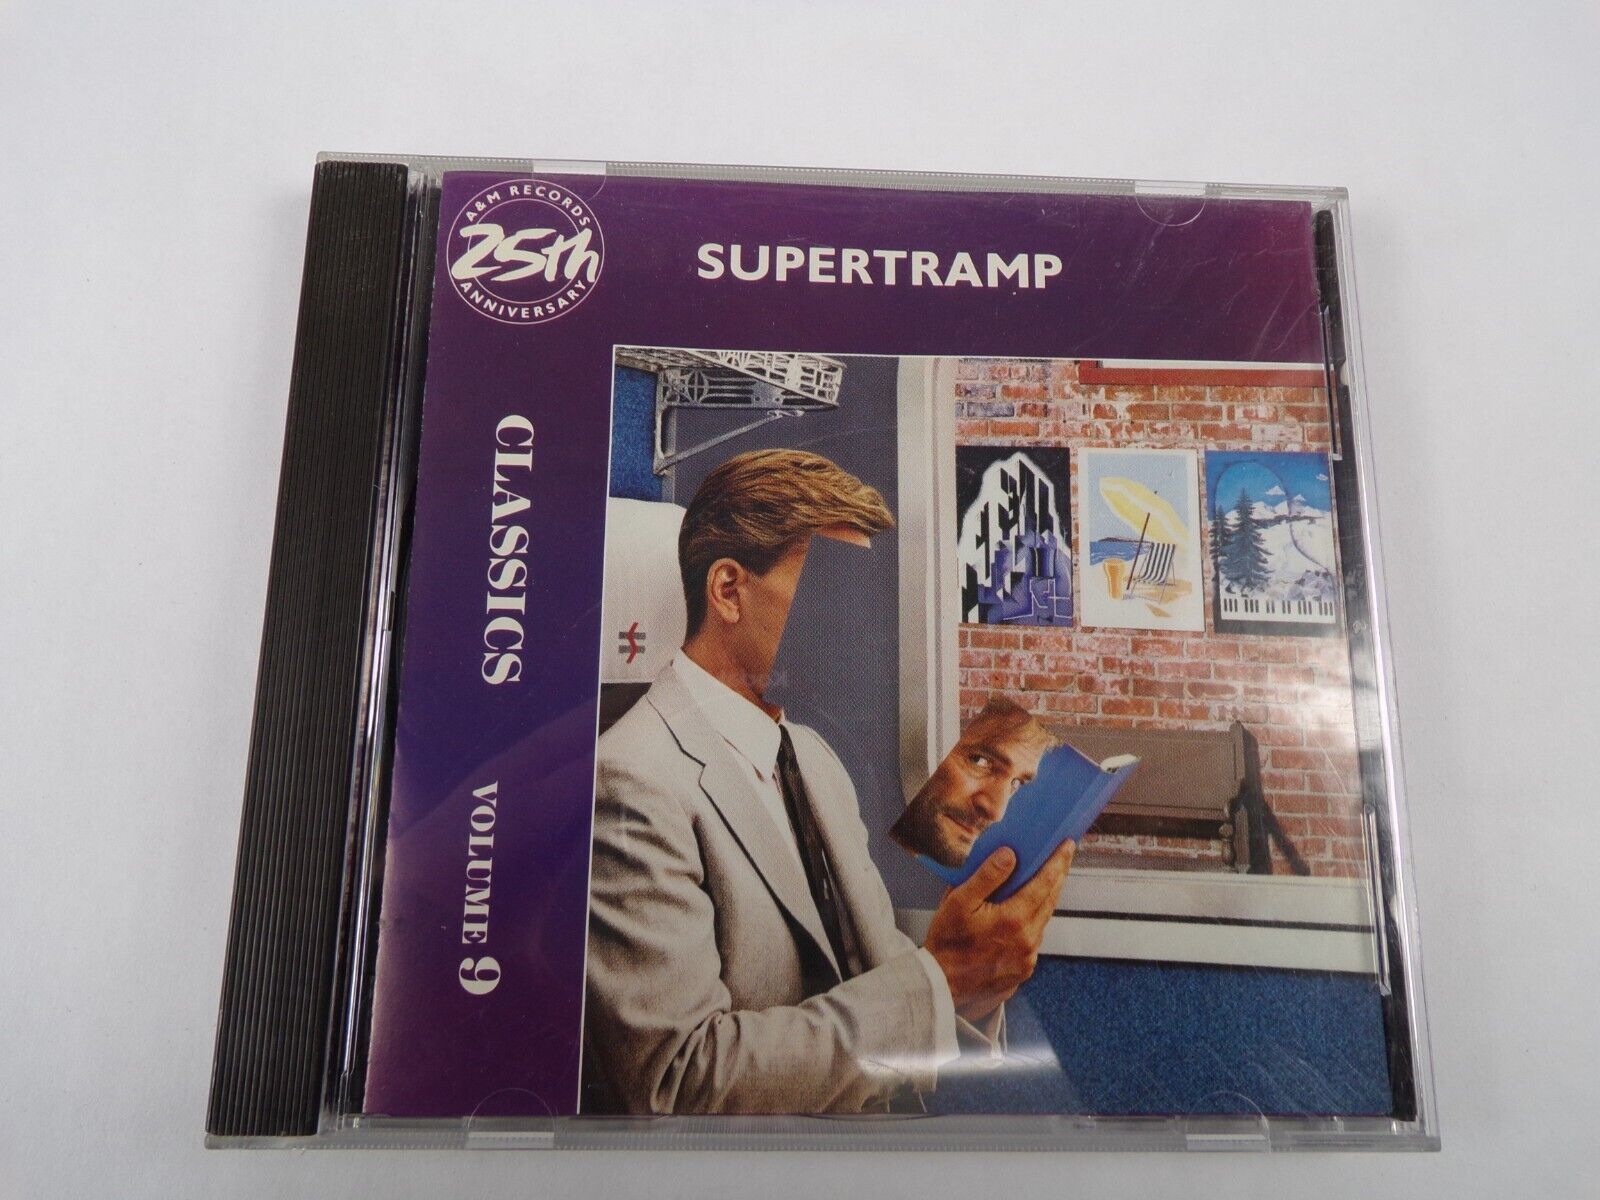 A&M RECORDS
25th
ANNIVERSARY
SUPERTRAMP
CLASSICS
VOLUME 9